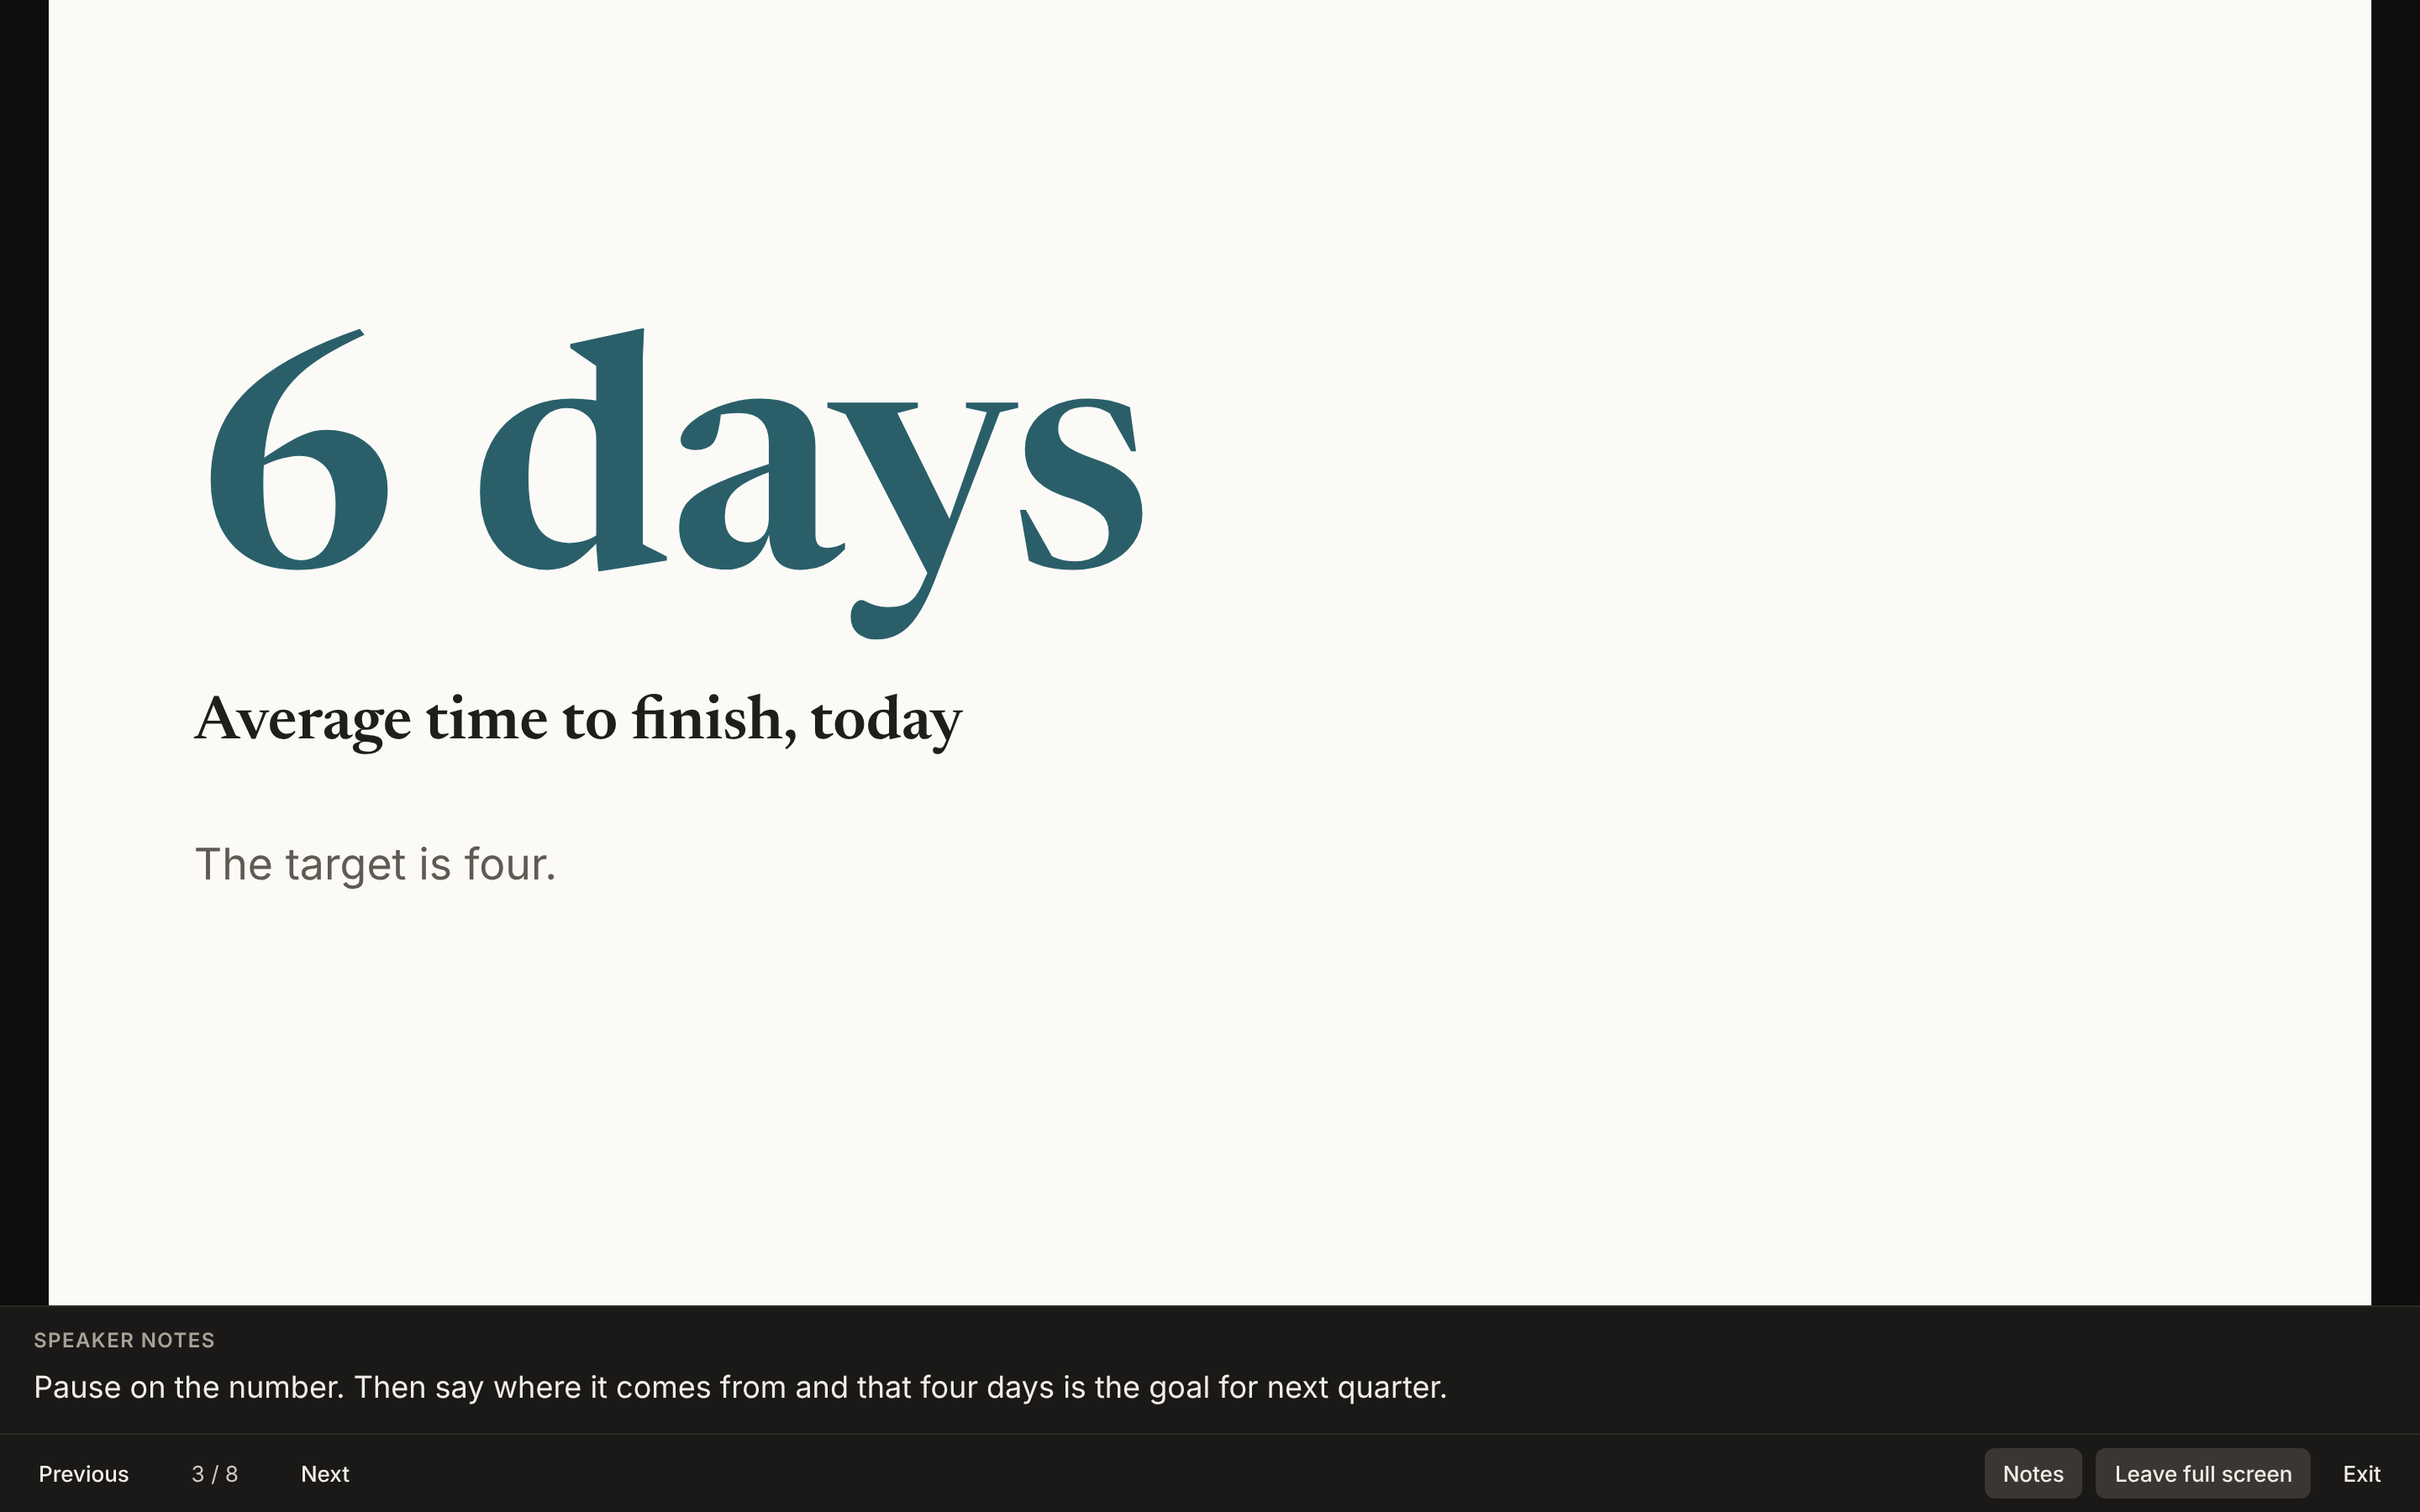 6 days
Average time to finish, today
The target is four.
SPEAKER NOTES
Pause on the number. Then say where it comes from and that four days is the goal for next quarter.
Previous 3 / 8 Next Notes Leave full screen Exit